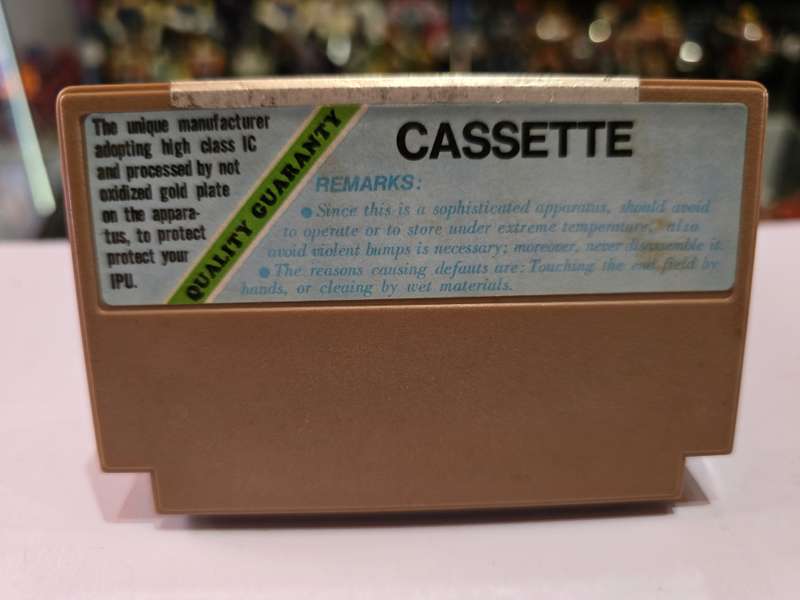 The unique manufacturer
adopting high class IC
and processed by not
oxidized gold plate
on the appara-
tus, to protect
protect your
IPU.
QUALITY GUARANTY
CASSETTE
REMARKS:
● Since this is a sophisticated apparatus, should avoid
to operate or to store under extreme temperature, also
avoid violent bumps is necessary; moreover, never disassemble it.
● The reasons causing defauts are: Touching the end field by
hands, or cleaing by wet materials.